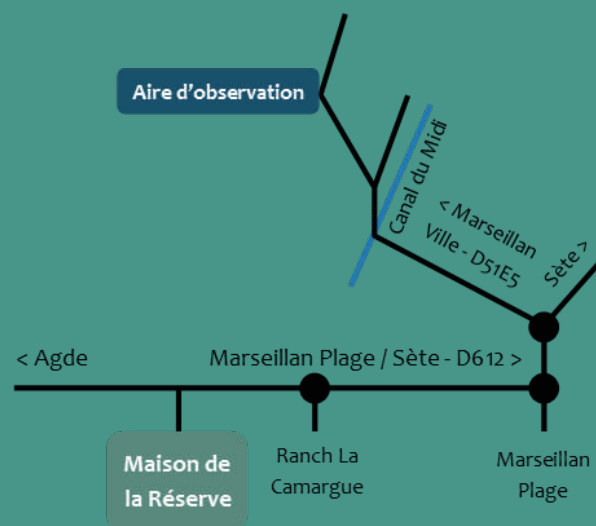 Aire d'observation
Canal du Midi
< Marseillan
Ville - D51E5
Sète >
< Agde
Marseillan Plage / Sète - D612 >
Maison de
la Réserve
Ranch La
Camargue
Marseillan
Plage